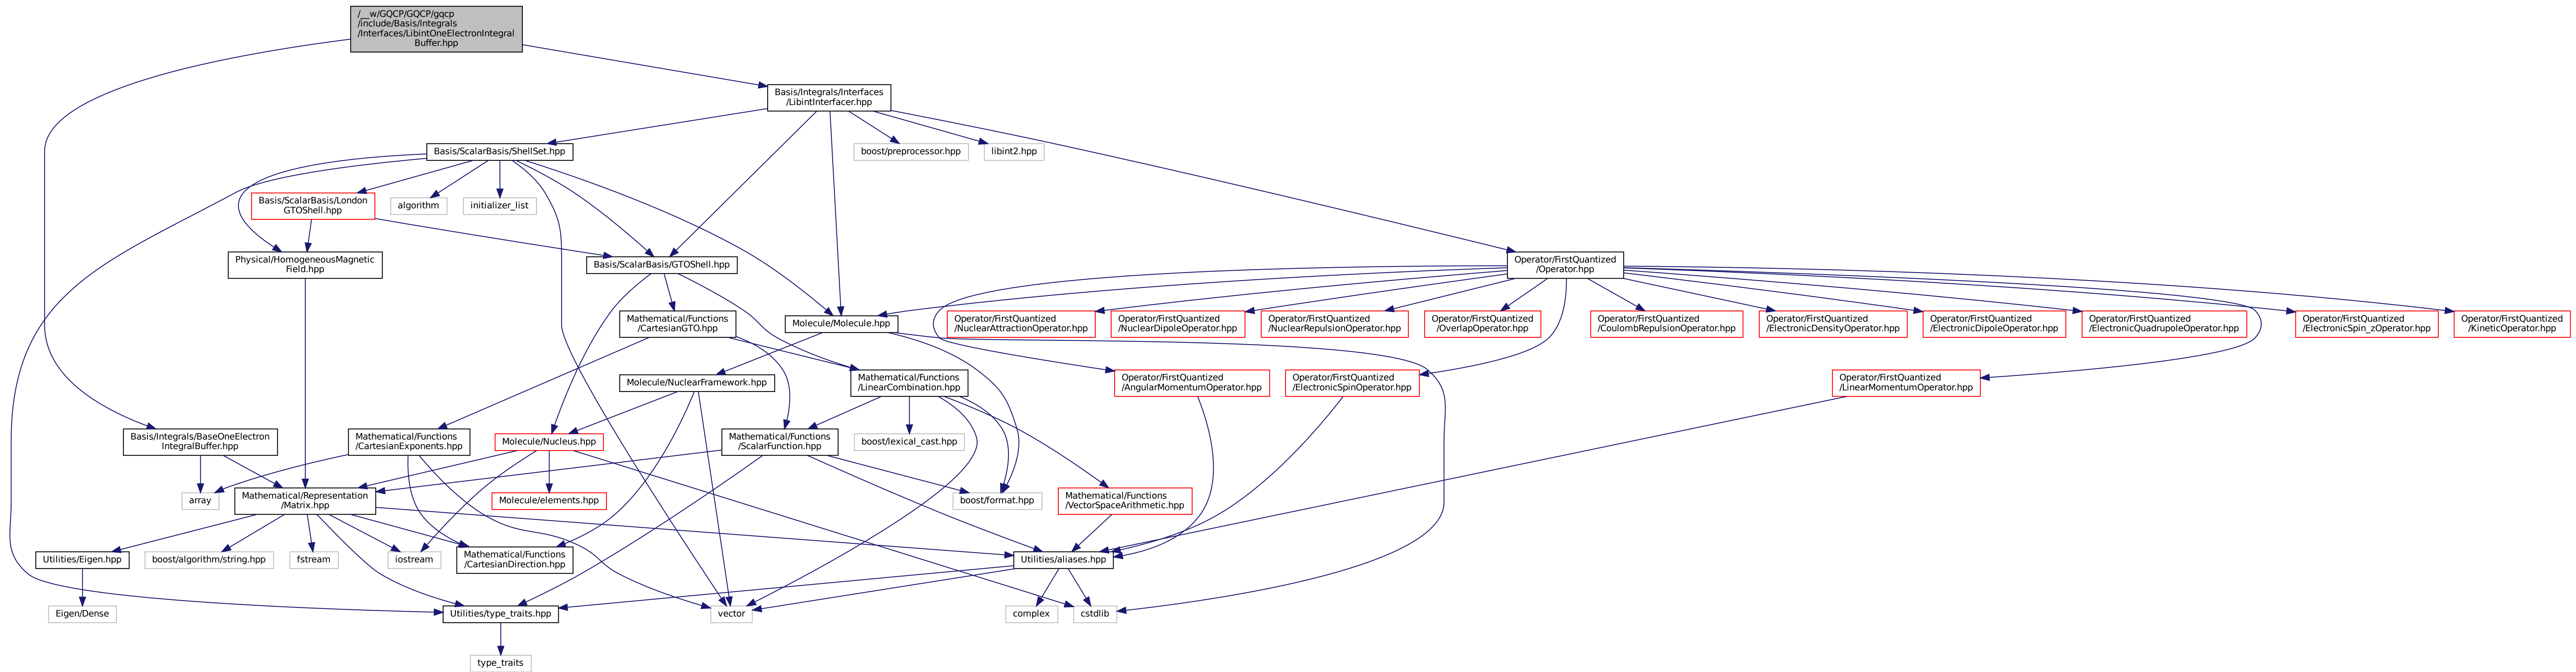 /__w/GQCP/GQCP/gqcp
/include/Basis/Integrals
/Interfaces/LibintOneElectronIntegral
Buffer.hpp
Basis/Integrals/Interfaces
/LibintInterfacer.hpp
Basis/ScalarBasis/ShellSet.hpp
boost/preprocessor.hpp
libint2.hpp
Basis/ScalarBasis/London
GTOShell.hpp
algorithm
initializer_list
Physical/HomogeneousMagnetic
Field.hpp
Basis/ScalarBasis/GTOShell.hpp
Operator/FirstQuantized
/Operator.hpp
Mathematical/Functions
/CartesianGTO.hpp
Molecule/Molecule.hpp
Operator/FirstQuantized
/NuclearAttractionOperator.hpp
Operator/FirstQuantized
/NuclearDipoleOperator.hpp
Operator/FirstQuantized
/NuclearRepulsionOperator.hpp
Operator/FirstQuantized
/OverlapOperator.hpp
Operator/FirstQuantized
/CoulombRepulsionOperator.hpp
Operator/FirstQuantized
/ElectronicDensityOperator.hpp
Operator/FirstQuantized
/ElectronicDipoleOperator.hpp
Operator/FirstQuantized
/ElectronicQuadrupoleOperator.hpp
Operator/FirstQuantized
/ElectronicSpin_zOperator.hpp
Operator/FirstQuantized
/KineticOperator.hpp
Molecule/NuclearFramework.hpp
Mathematical/Functions
/LinearCombination.hpp
Operator/FirstQuantized
/AngularMomentumOperator.hpp
Operator/FirstQuantized
/ElectronicSpinOperator.hpp
Operator/FirstQuantized
/LinearMomentumOperator.hpp
Basis/Integrals/BaseOneElectron
IntegralBuffer.hpp
Mathematical/Functions
/CartesianExponents.hpp
Molecule/Nucleus.hpp
Mathematical/Functions
/ScalarFunction.hpp
boost/lexical_cast.hpp
array
Mathematical/Representation
/Matrix.hpp
Molecule/elements.hpp
boost/format.hpp
Mathematical/Functions
/VectorSpaceArithmetic.hpp
Utilities/Eigen.hpp
boost/algorithm/string.hpp
fstream
iostream
Mathematical/Functions
/CartesianDirection.hpp
Utilities/aliases.hpp
Eigen/Dense
Utilities/type_traits.hpp
vector
complex
cstdlib
type_traits